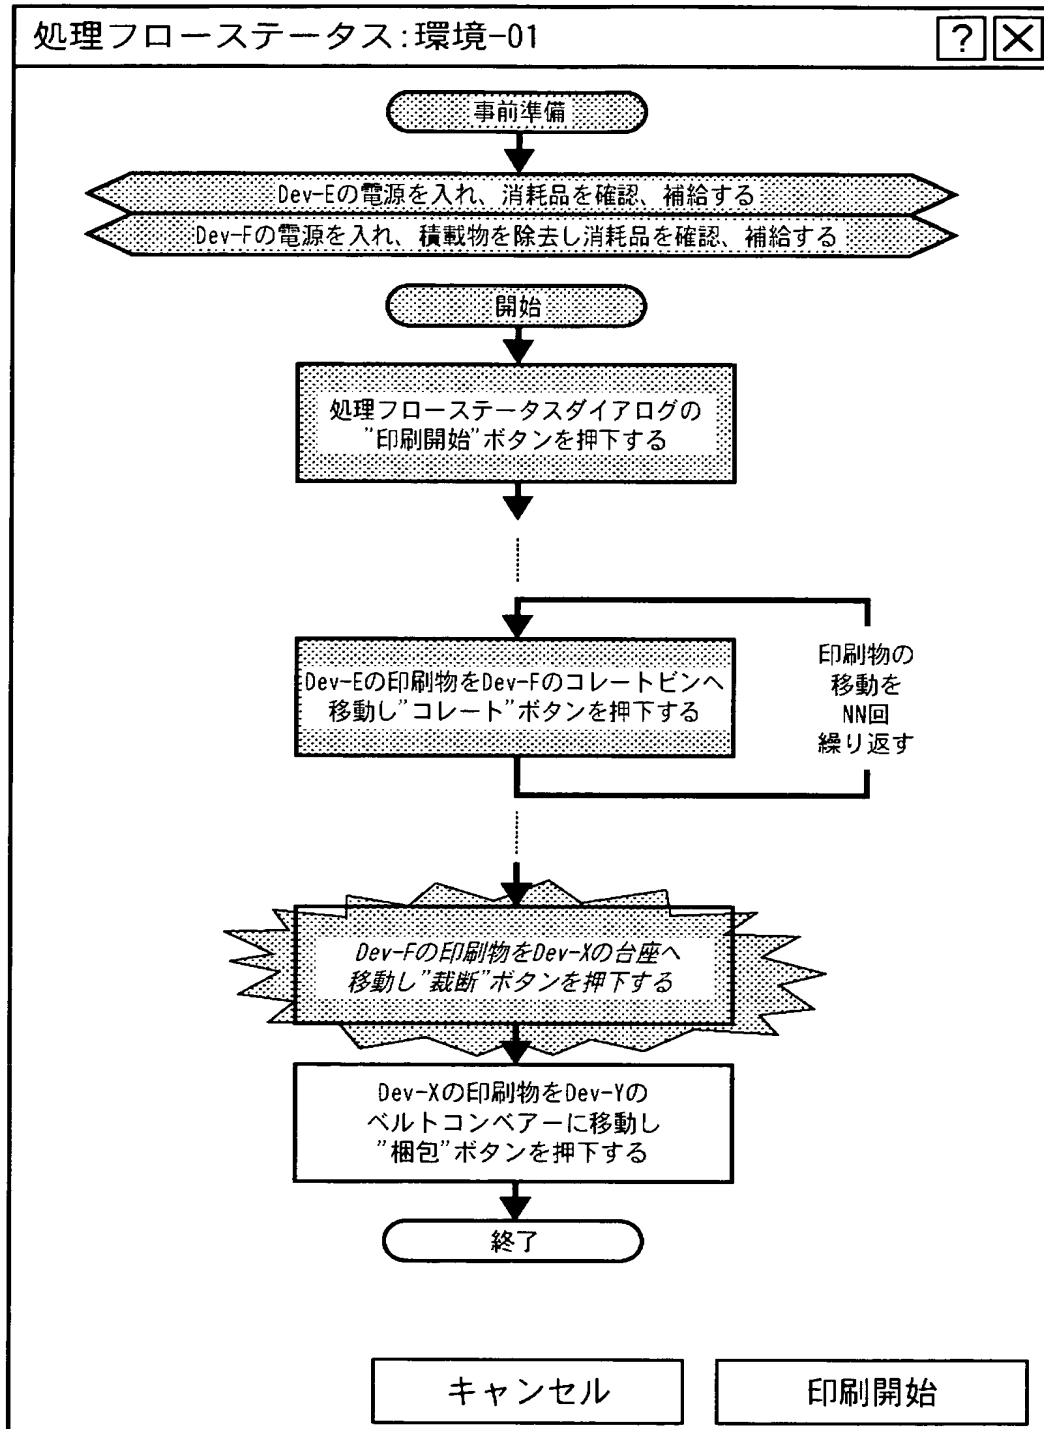 処理フローステータス:環境-01
?
事前準備
Dev-Eの電源を入れ、消耗品を確認、補給する
Dev-Fの電源を入れ、積載物を除去し消耗品を確認、補給する
開始
処理フローステータスダイアログの
”印刷開始”ボタンを押下する
Dev-Eの印刷物をDev-Fのコレートビンへ
移動し”コレート”ボタンを押下する
印刷物の
移動を
NN回
繰り返す
Dev-Fの印刷物をDev-Xの台座へ
移動し”裁断”ボタンを押下する
Dev-Xの印刷物をDev-Yの
ベルトコンベアーに移動し
”梱包”ボタンを押下する
終了
キャンセル
印刷開始